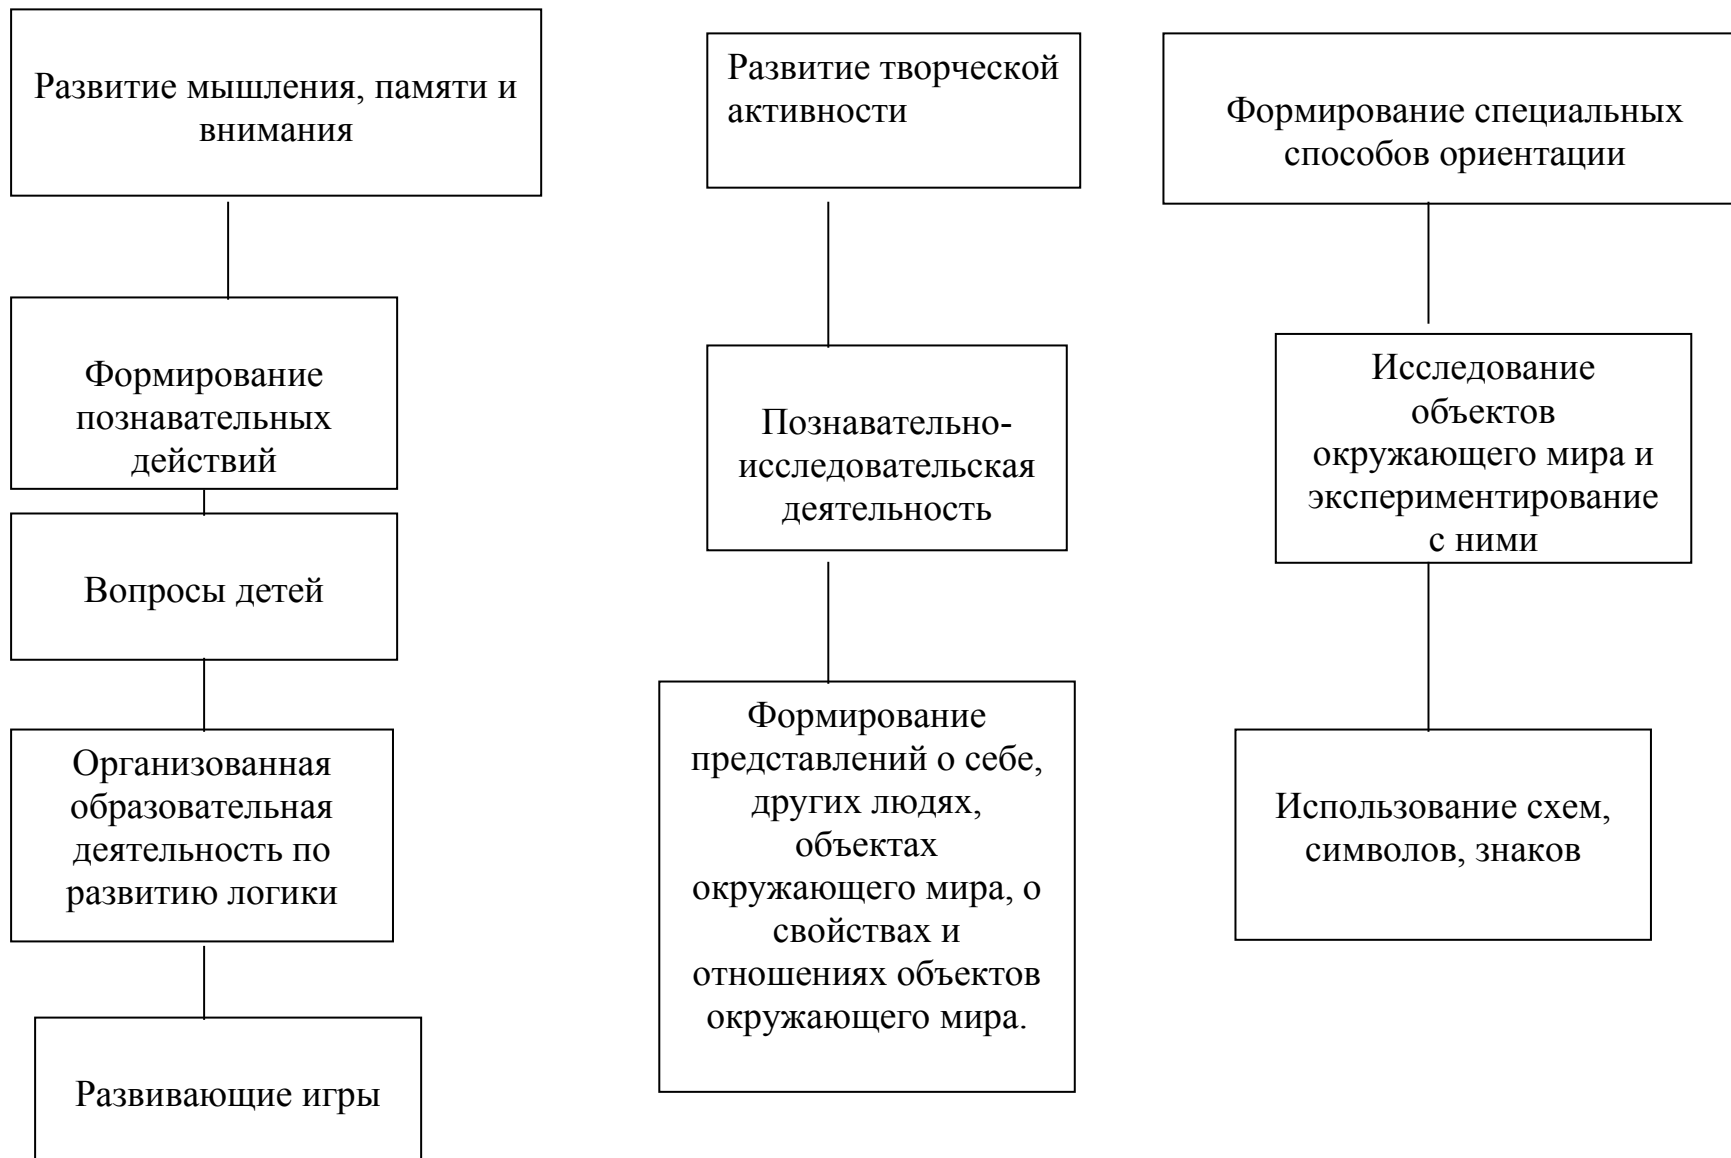 Развитие мышления, памяти и
внимания
Формирование
познавательных
действий
Вопросы детей
Организованная
образовательная
деятельность по
развитию логики
Развивающие игры
Развитие творческой
активности
Познавательно-
исследовательская
деятельность
Формирование
представлений о себе,
других людях,
объектах
окружающего мира, о
свойствах и
отношениях объектов
окружающего мира.
Формирование специальных
способов ориентации
Исследование
объектов
окружающего мира и
экспериментирование
с ними
Использование схем,
символов, знаков